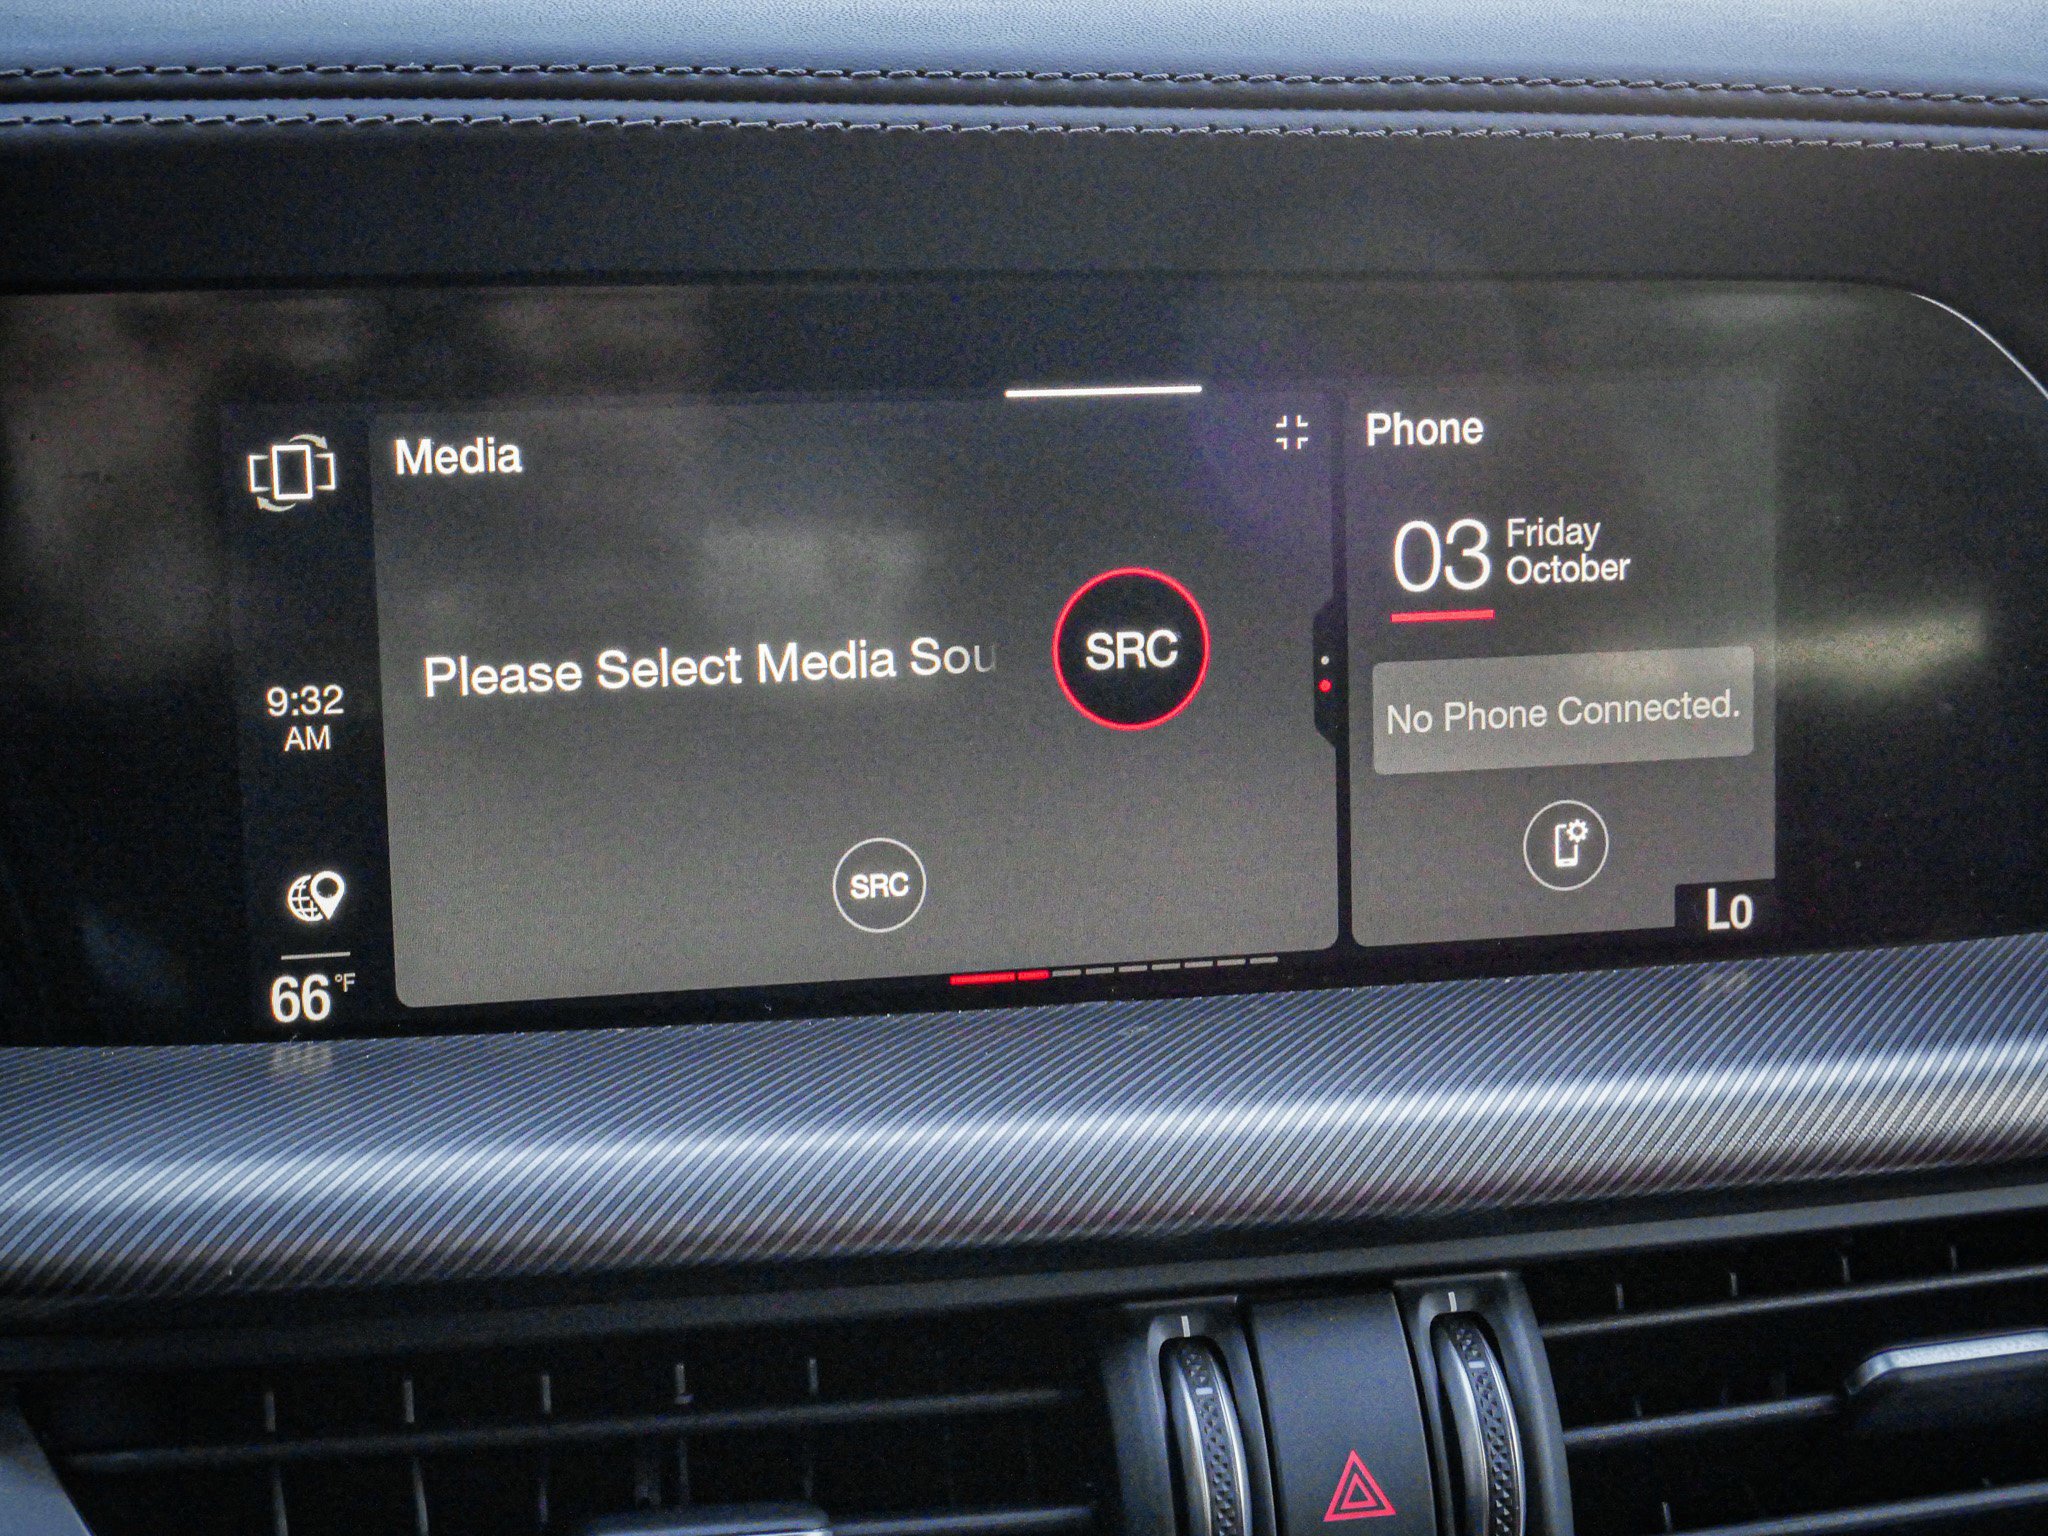 Media
Please Select Media Sou
SRC
SRC
9:32
AM
66 °F
Phone
03
Friday
October
No Phone Connected.
Lo